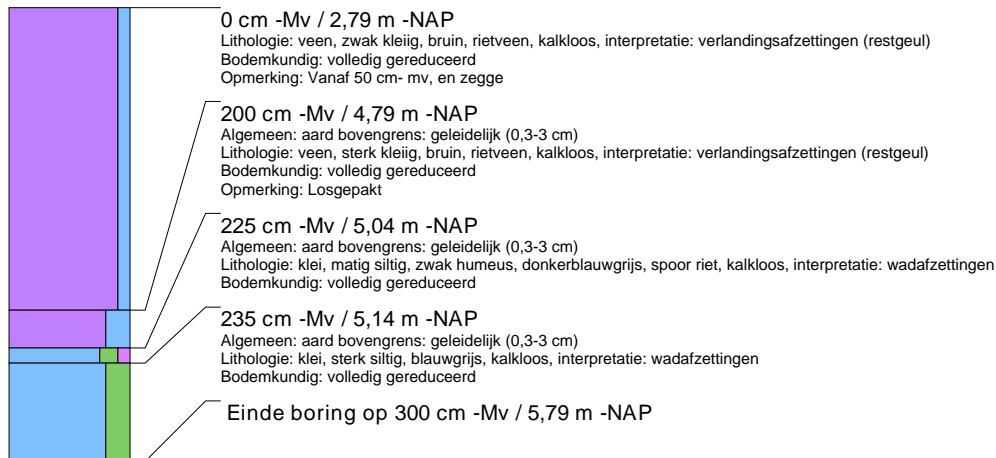 0 cm -Mv / 2,79 m -NAP
Lithologie: veen, zwak kleiig, bruin, rietveen, kalkloos, interpretatie: verlandingsafzettingen (restgeul)
Bodemkundig: volledig gereduceerd
Opmerking: Vanaf 50 cm- mv, en zegge
200 cm -Mv / 4,79 m -NAP
Algemeen: aard bovengrens: geleidelijk (0,3-3 cm)
Lithologie: veen, sterk kleiig, bruin, rietveen, kalkloos, interpretatie: verlandingsafzettingen (restgeul)
Bodemkundig: volledig gereduceerd
Opmerking: Losgepakt
225 cm -Mv / 5,04 m -NAP
Algemeen: aard bovengrens: geleidelijk (0,3-3 cm)
Lithologie: klei, matig siltig, zwak humeus, donkerblauwgrijs, spoor riet, kalkloos, interpretatie: wadafzettingen
Bodemkundig: volledig gereduceerd
235 cm -Mv / 5,14 m -NAP
Algemeen: aard bovengrens: geleidelijk (0,3-3 cm)
Lithologie: klei, sterk siltig, blauwgrijs, kalkloos, interpretatie: wadafzettingen
Bodemkundig: volledig gereduceerd
Einde boring op 300 cm -Mv / 5,79 m -NAP